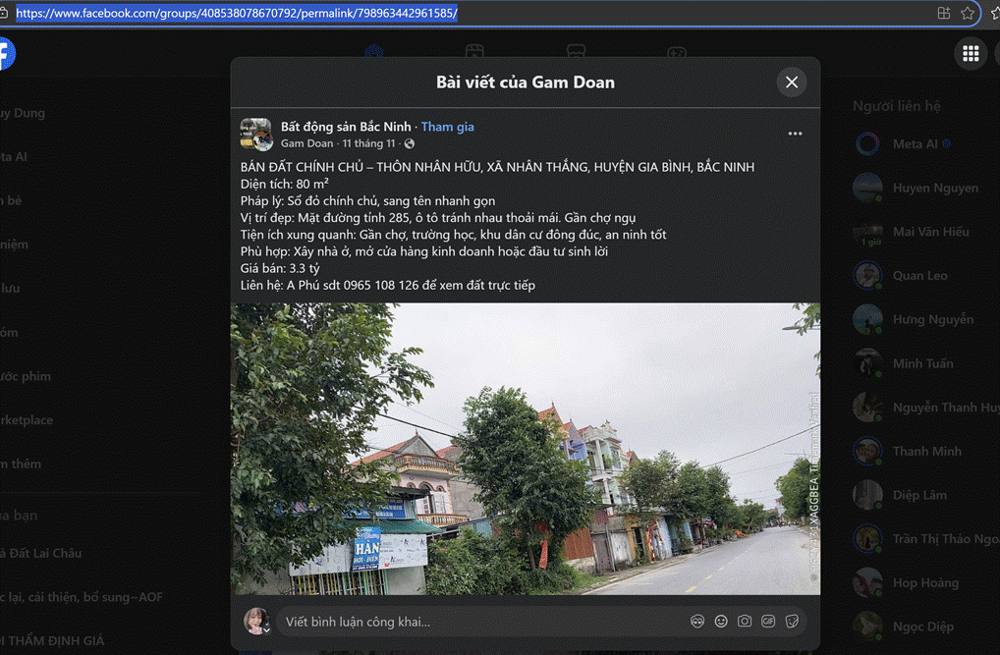 https://www.facebook.com/groups/408538078670792/permalink/798963442961585/
Bài viết của Gam Doan
Bất động sản Bắc Ninh · Tham gia
Gam Doan · 11 tháng 11 ·
BÁN ĐẤT CHÍNH CHỦ – THÔN NHÂN HỮU, XÃ NHÂN THẮNG, HUYỆN GIA BÌNH, BẮC NINH
Diện tích: 80 m²
Pháp lý: Sổ đỏ chính chủ, sang tên nhanh gọn
Vị trí đẹp: Mặt đường tỉnh 285, ô tô tránh nhau thoải mái. Gần chợ ngụ
Tiện ích xung quanh: Gần chợ, trường học, khu dân cư đông đúc, an ninh tốt
Phù hợp: Xây nhà ở, mở cửa hàng kinh doanh hoặc đầu tư sinh lời
Giá bán: 3.3 tỷ
Liên hệ: A Phú sdt 0965 108 126 để xem đất trực tiếp
HÀN
Viết bình luận công khai...
GIF
uy Dung
eta AI
n bè
niệm
lưu
óm
ước phim
rketplace
m thêm
ủa bạn
à Đất Lai Châu
ọc lại, cải thiện, bổ sung~AOF
ỘI THẨM ĐỊNH GIÁ
Người liên hệ
Meta AI
Huyen Nguyen
Mai Văn Hiếu
1 giờ
Quan Leo
Hưng Nguyễn
Minh Tuấn
Nguyễn Thanh Hu
Thanh Minh
Diệp Lâm
Trần Thị Thảo Ngo
Hop Hoàng
Ngọc Diệp